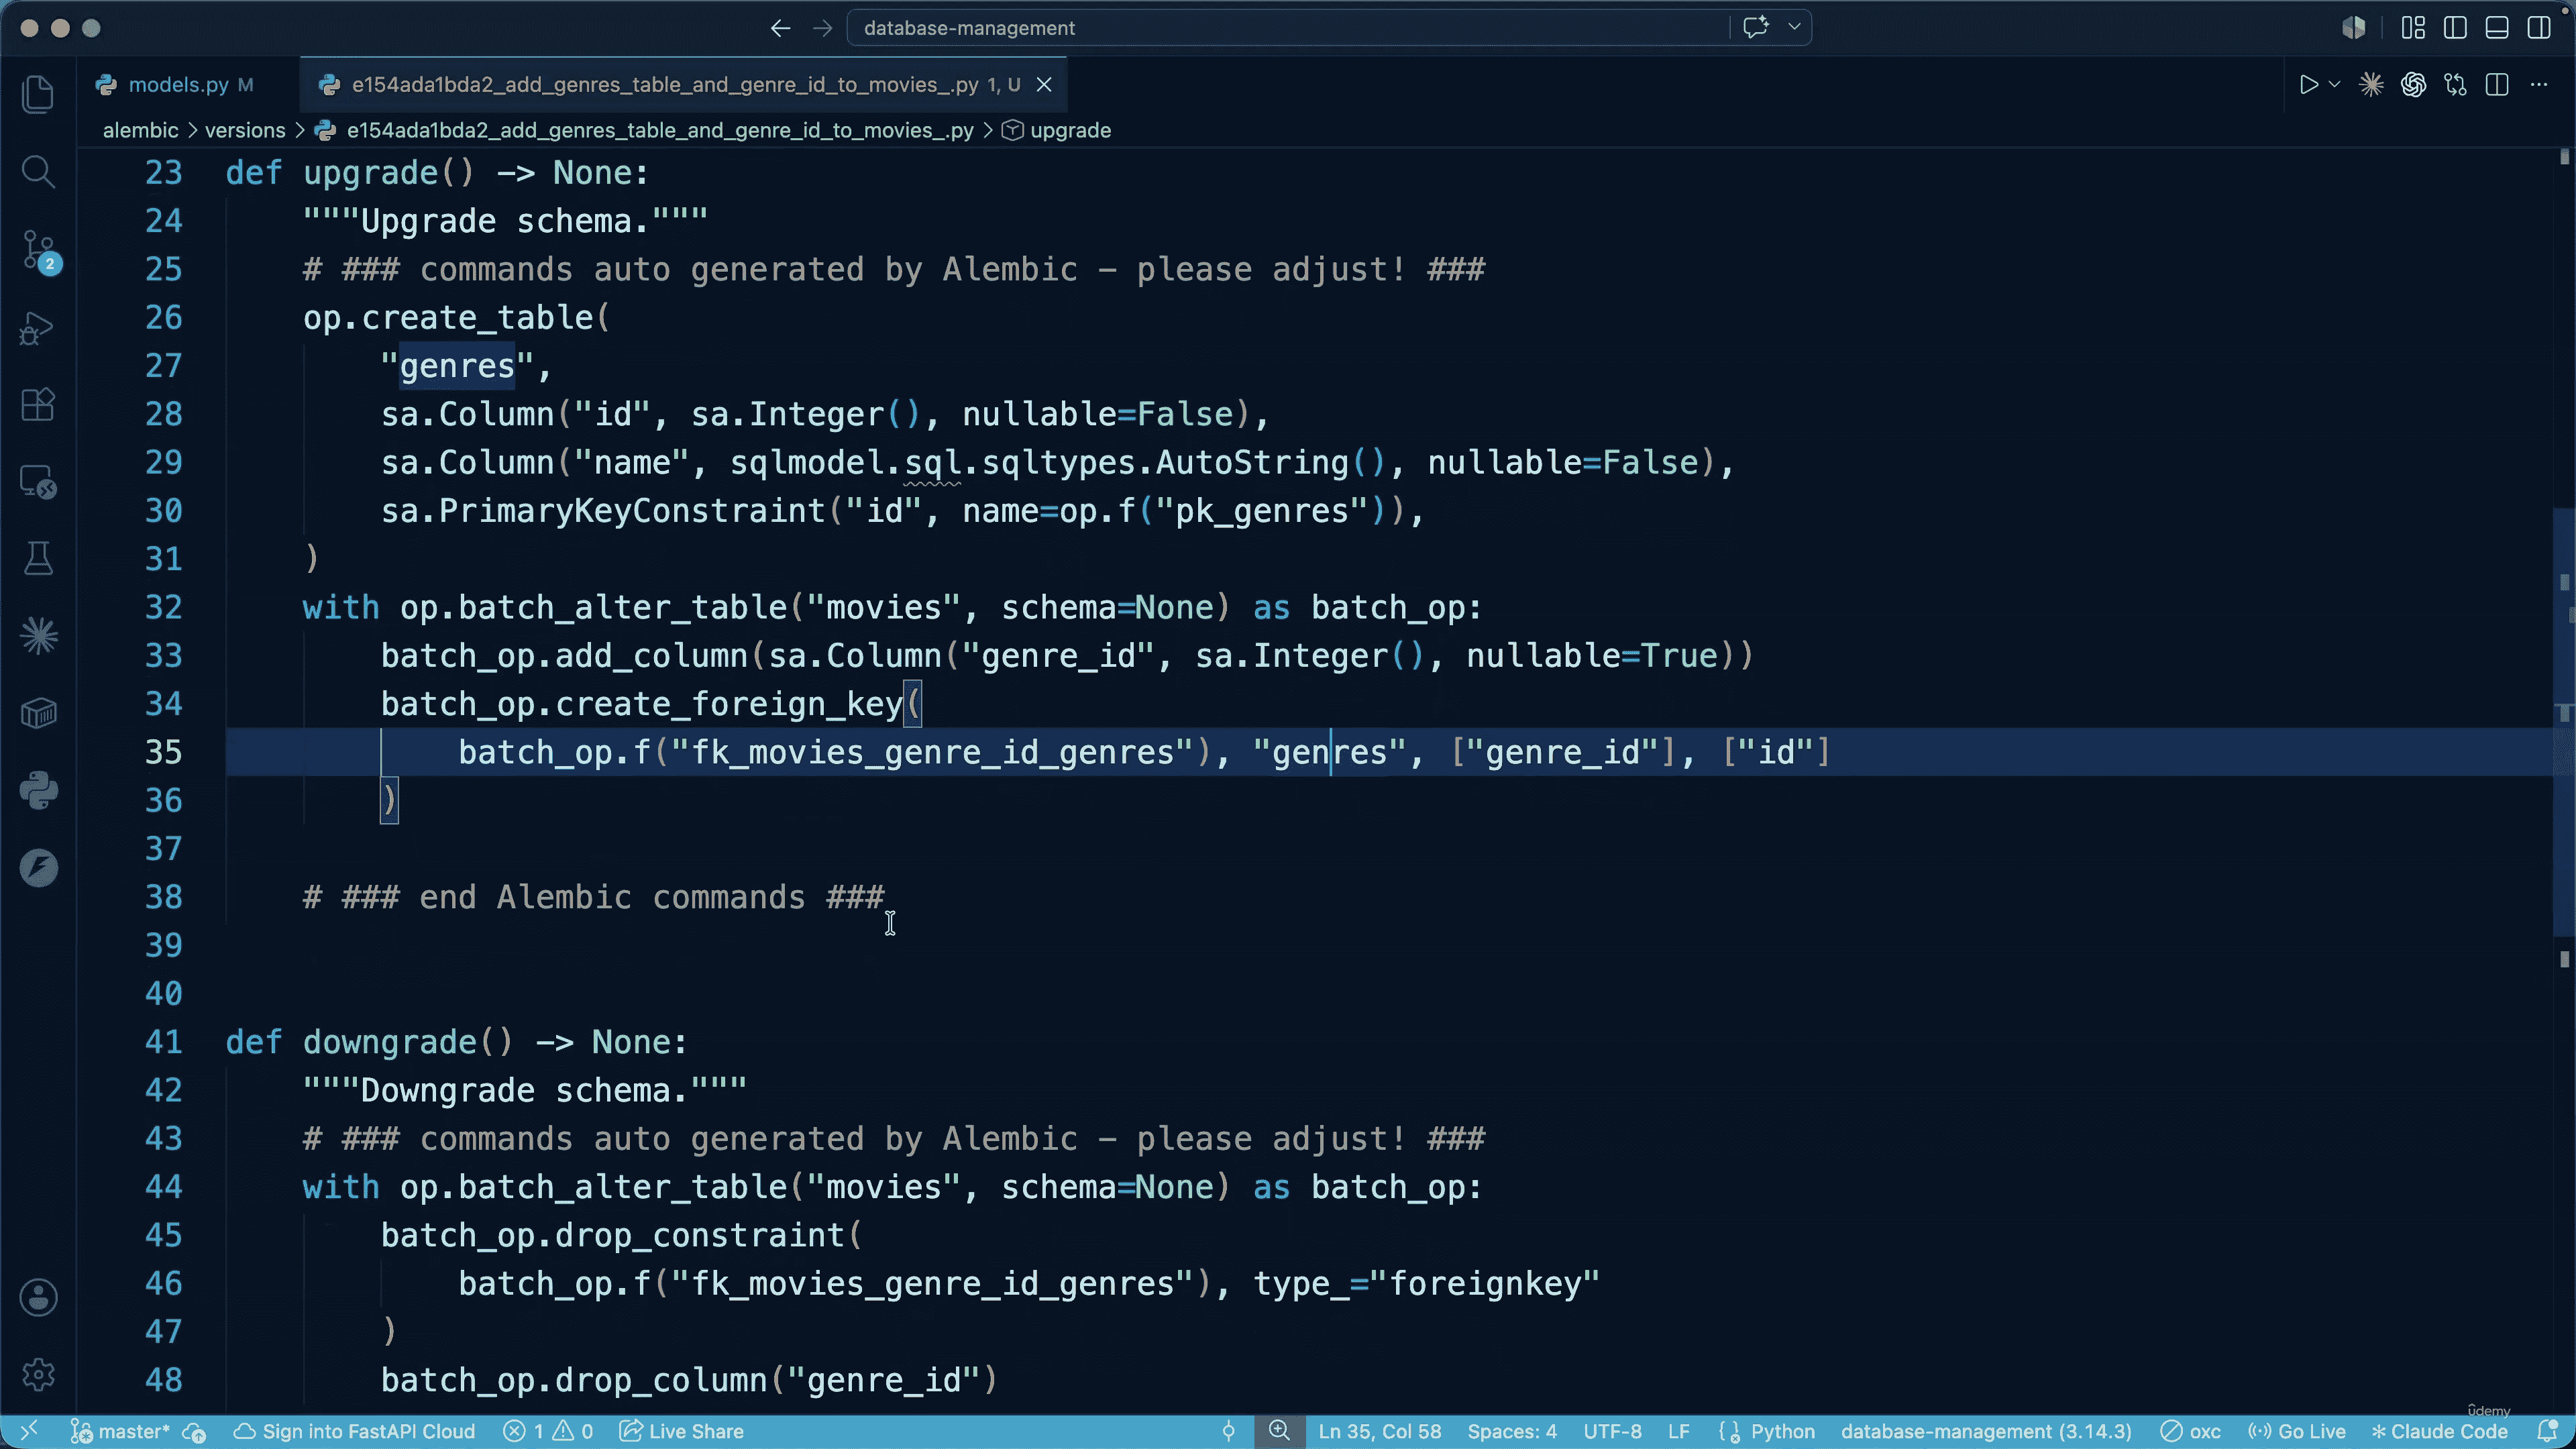 database-management
models.py M
e154ada1bda2_add_genres_table_and_genre_id_to_movies_.py 1, U
alembic > versions > e154ada1bda2_add_genres_table_and_genre_id_to_movies_.py > upgrade
23 def upgrade() -> None:
24 """Upgrade schema."""
25 # ### commands auto generated by Alembic - please adjust! ###
26 op.create_table(
27 "genres",
28 sa.Column("id", sa.Integer(), nullable=False),
29 sa.Column("name", sqlmodel.sql.sqltypes.AutoString(), nullable=False),
30 sa.PrimaryKeyConstraint("id", name=op.f("pk_genres")),
31 )
32 with op.batch_alter_table("movies", schema=None) as batch_op:
33 batch_op.add_column(sa.Column("genre_id", sa.Integer(), nullable=True))
34 batch_op.create_foreign_key(
35 batch_op.f("fk_movies_genre_id_genres"), "genres", ["genre_id"], ["id"]
36 )
37
38 # ### end Alembic commands ###
39
40
41 def downgrade() -> None:
42 """Downgrade schema."""
43 # ### commands auto generated by Alembic - please adjust! ###
44 with op.batch_alter_table("movies", schema=None) as batch_op:
45 batch_op.drop_constraint(
46 batch_op.f("fk_movies_genre_id_genres"), type_="foreignkey"
47 )
48 batch_op.drop_column("genre_id")
2
ûdemy
master* Sign into FastAPI Cloud 1 0 Live Share Ln 35, Col 58 Spaces: 4 UTF-8 LF Python database-management (3.14.3) oxc Go Live Claude Code